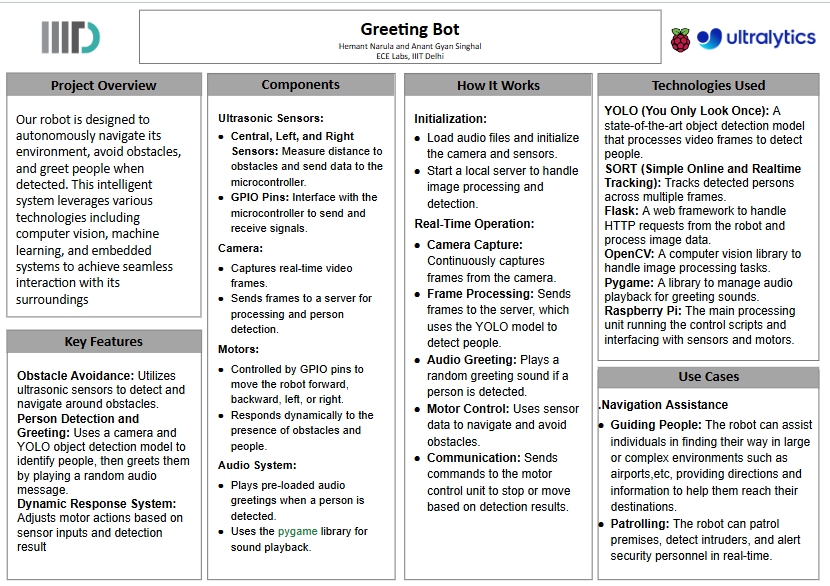 IIITD
Greeting Bot
Hemant Narula and Anant Gyan Singhal
ECE Labs, IIIT Delhi
ultralytics
Project Overview
Our robot is designed to
autonomously navigate its
environment, avoid obstacles,
and greet people when
detected. This intelligent
system leverages various
technologies including
computer vision, machine
learning, and embedded
systems to achieve seamless
interaction with its
surroundings
Key Features
Obstacle Avoidance: Utilizes
ultrasonic sensors to detect and
navigate around obstacles.
Person Detection and
Greeting: Uses a camera and
YOLO object detection model to
identify people, then greets them
by playing a random audio
message.
Dynamic Response System:
Adjusts motor actions based on
sensor inputs and detection
result
Components
Ultrasonic Sensors:
● Central, Left, and Right
Sensors: Measure distance to
obstacles and send data to the
microcontroller.
● GPIO Pins: Interface with the
microcontroller to send and
receive signals.
Camera:
● Captures real-time video
frames.
● Sends frames to a server for
processing and person
detection.
Motors:
● Controlled by GPIO pins to
move the robot forward,
backward, left, or right.
● Responds dynamically to the
presence of obstacles and
people.
Audio System:
● Plays pre-loaded audio
greetings when a person is
detected.
● Uses the pygame library for
sound playback.
How It Works
Initialization:
● Load audio files and initialize
the camera and sensors.
● Start a local server to handle
image processing and
detection.
Real-Time Operation:
● Camera Capture:
Continuously captures
frames from the camera.
● Frame Processing: Sends
frames to the server, which
uses the YOLO model to
detect people.
● Audio Greeting: Plays a
random greeting sound if a
person is detected.
● Motor Control: Uses sensor
data to navigate and avoid
obstacles.
● Communication: Sends
commands to the motor
control unit to stop or move
based on detection results.
Technologies Used
YOLO (You Only Look Once): A
state-of-the-art object detection model
that processes video frames to detect
people.
SORT (Simple Online and Realtime
Tracking): Tracks detected persons
across multiple frames.
Flask: A web framework to handle
HTTP requests from the robot and
process image data.
OpenCV: A computer vision library to
handle image processing tasks.
Pygame: A library to manage audio
playback for greeting sounds.
Raspberry Pi: The main processing
unit running the control scripts and
interfacing with sensors and motors.
Use Cases
.Navigation Assistance
● Guiding People: The robot can assist
individuals in finding their way in large
or complex environments such as
airports,etc, providing directions and
information to help them reach their
destinations.
● Patrolling: The robot can patrol
premises, detect intruders, and alert
security personnel in real-time.